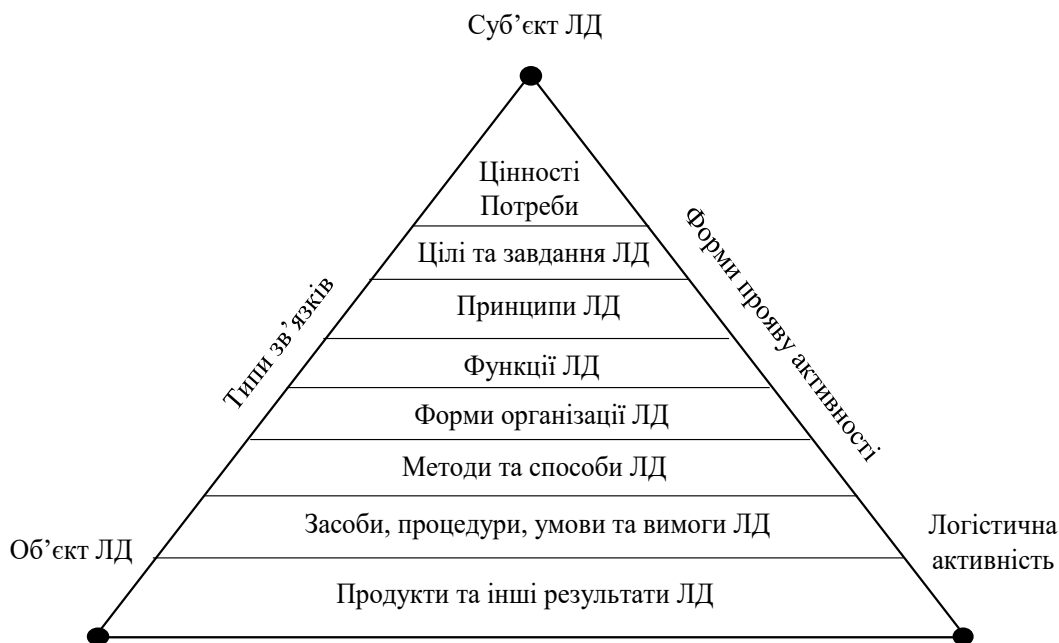 Суб’єкт ЛД
Цінності
Потреби
Цілі та завдання ЛД
Принципи ЛД
Функції ЛД
Форми організації ЛД
Методи та способи ЛД
Засоби, процедури, умови та вимоги ЛД
Продукти та інші результати ЛД
Типи зв’язків
Форми прояву активності
Об’єкт ЛД
Логістична
активність